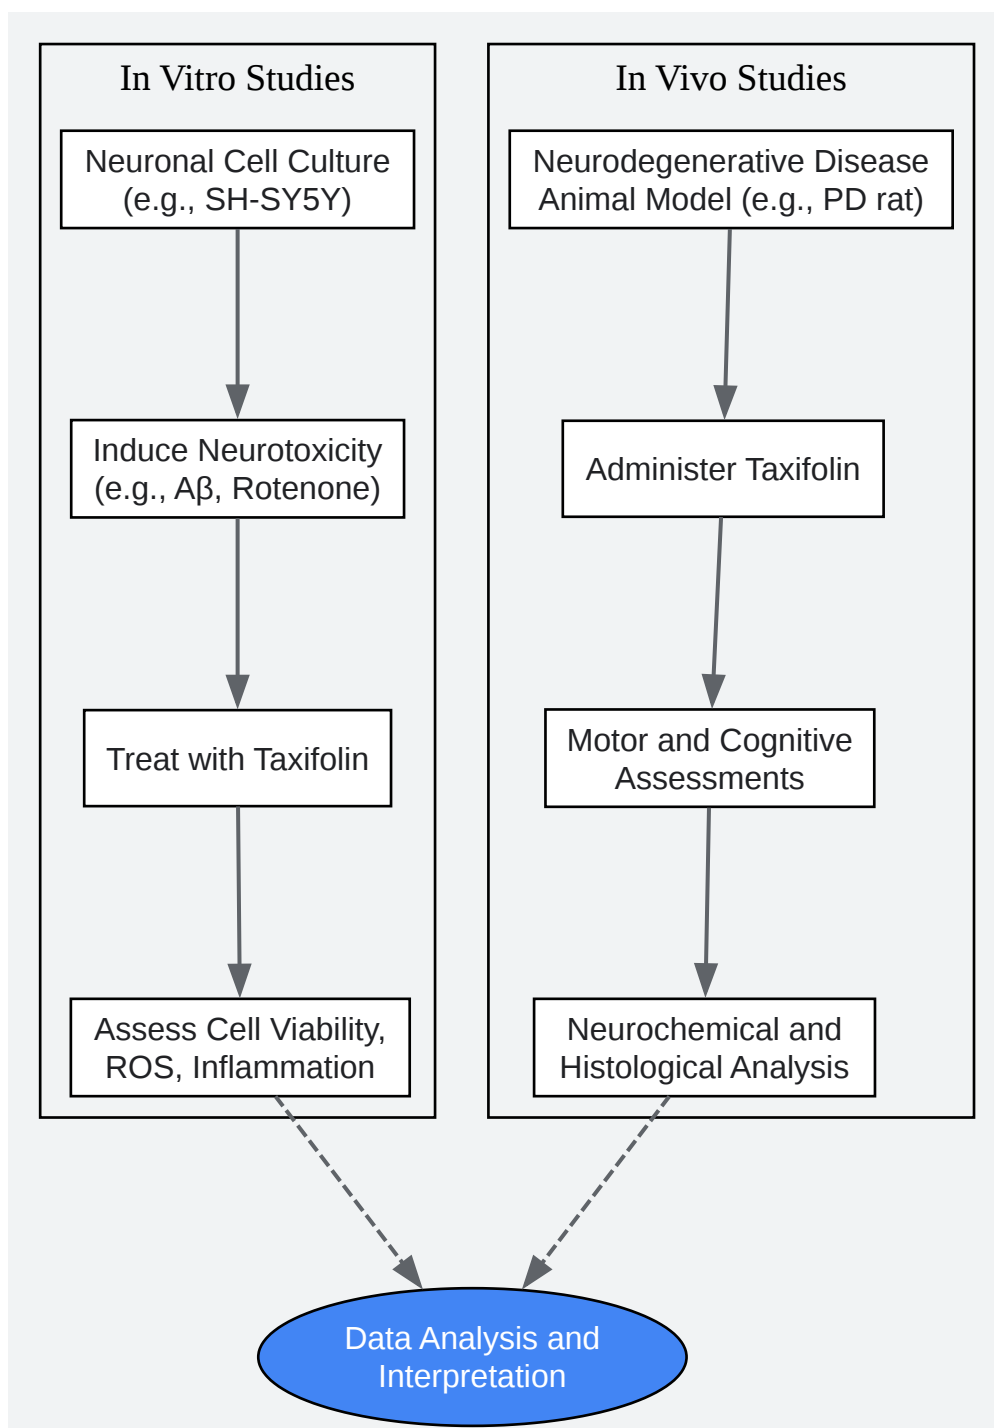 In Vitro Studies
Neuronal Cell Culture
(e.g., SH-SY5Y)
Induce Neurotoxicity
(e.g., Aβ, Rotenone)
Treat with Taxifolin
Assess Cell Viability,
ROS, Inflammation
In Vivo Studies
Neurodegenerative Disease
Animal Model (e.g., PD rat)
Administer Taxifolin
Motor and Cognitive
Assessments
Neurochemical and
Histological Analysis
Data Analysis and
Interpretation